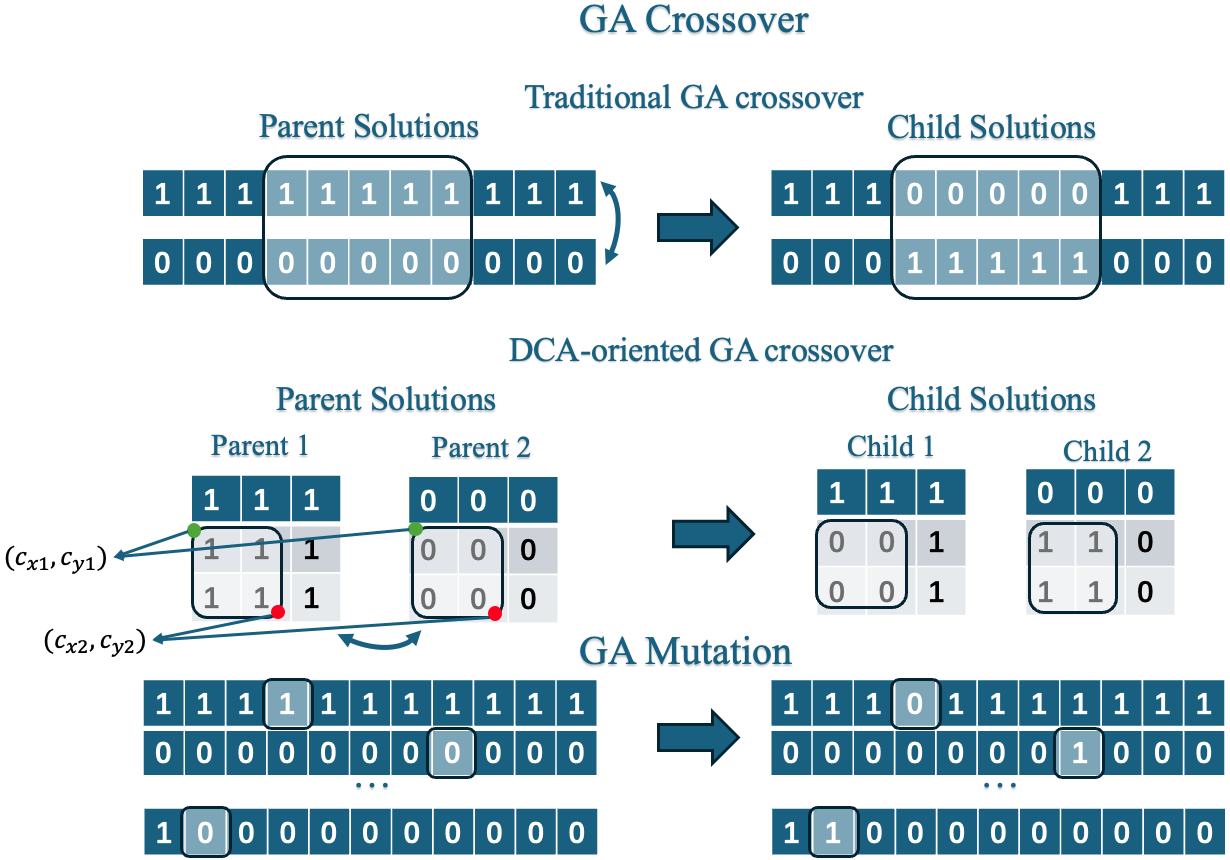 GA Crossover
Traditional GA crossover
Parent Solutions
Child Solutions
1 1 1 1 1 1 1 1 1 1 1
1 1 1 0 0 0 0 0 1 1 1
0 0 0 0 0 0 0 0 0 0 0
0 0 0 1 1 1 1 1 0 0 0
DCA-oriented GA crossover
Parent Solutions
Child Solutions
Parent 1
Parent 2
Child 1
Child 2
1 1 1
0 0 0
1 1 1
0 0 0
1 1 1
0 0 0
0 0 1
1 1 0
(c_{x1}, c_{y1})
1 1 1
0 0 0
0 0 1
1 1 0
(c_{x2}, c_{y2})
GA Mutation
1 1 1 1 1 1 1 1 1 1 1
1 1 1 0 1 1 1 1 1 1 1
0 0 0 0 0 0 0 0 0 0 0
0 0 0 0 0 0 0 1 0 0 0
...
...
1 0 0 0 0 0 0 0 0 0 0
1 1 0 0 0 0 0 0 0 0 0